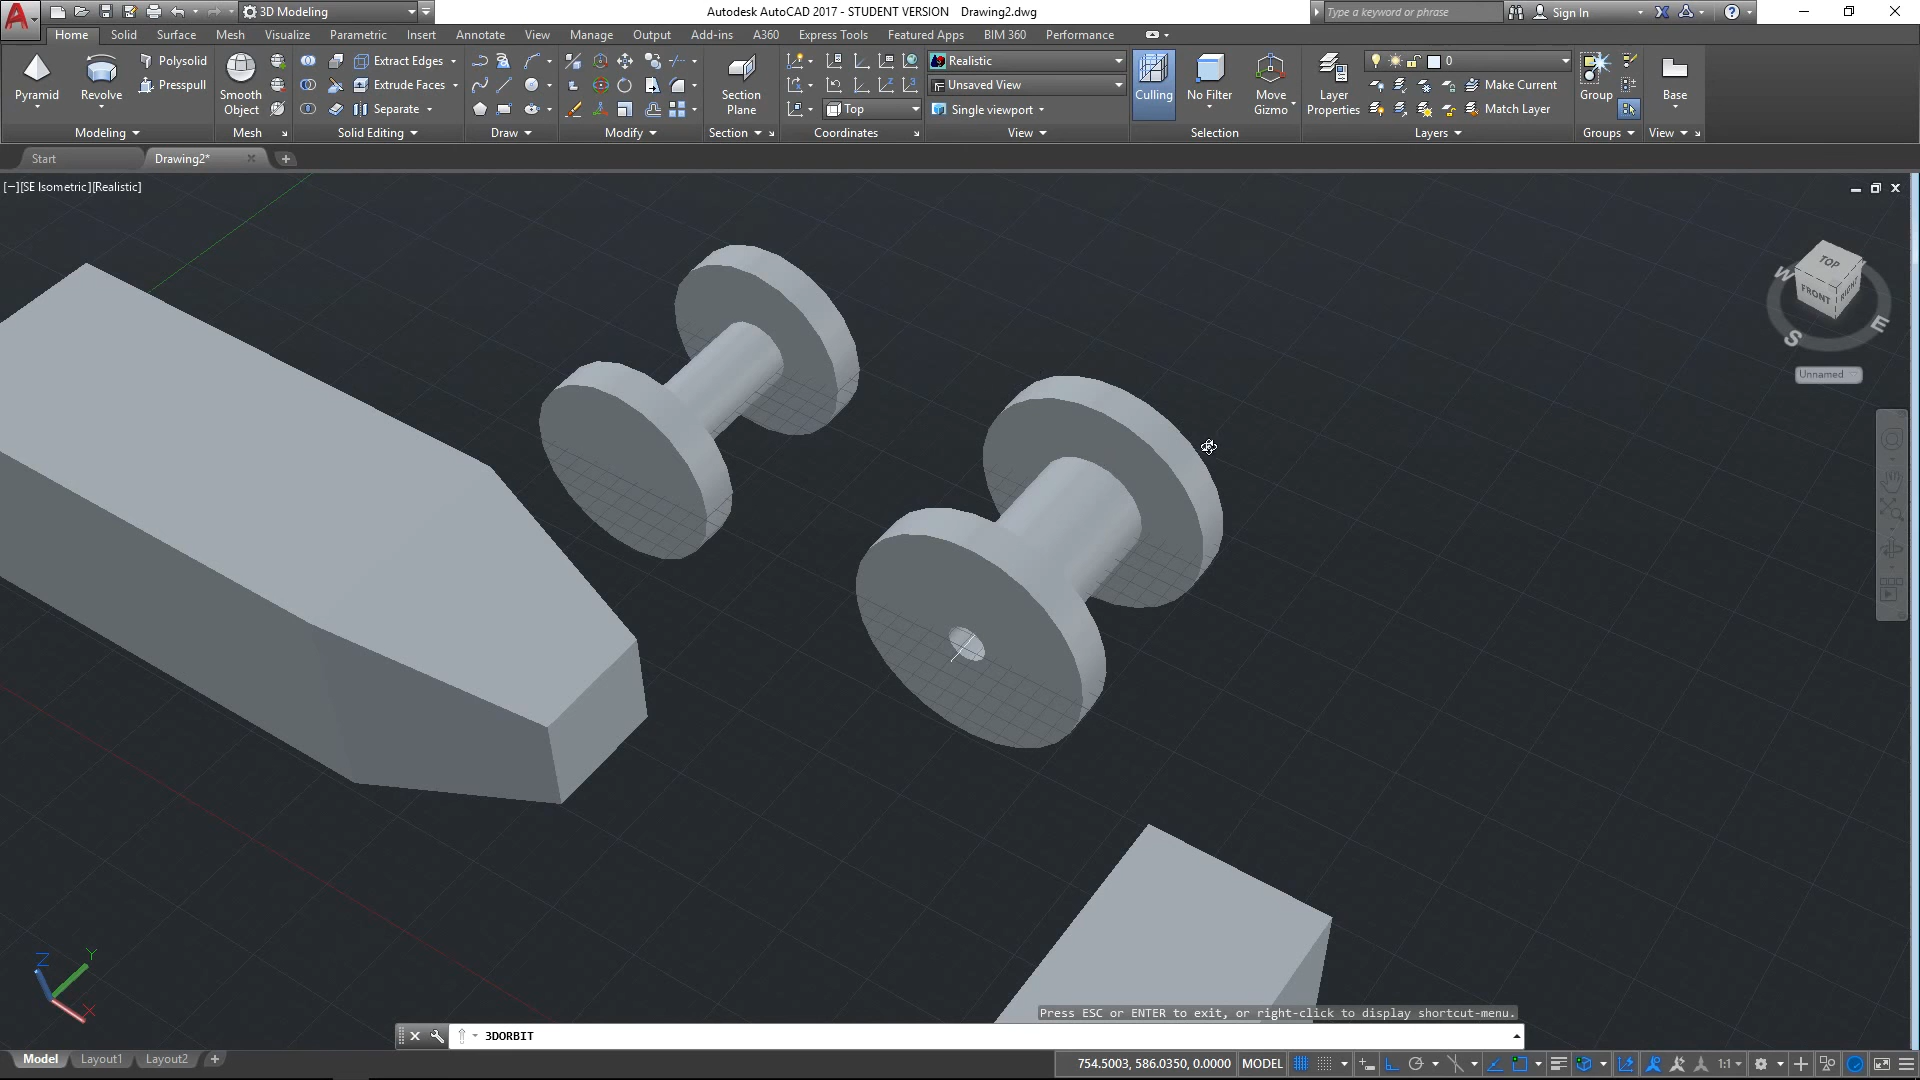 A 3D Modeling Autodesk AutoCAD 2017 - STUDENT VERSION Drawing2.dwg Type a keyword or phrase Sign In
Home Solid Surface Mesh Visualize Parametric Insert Annotate View Manage Output Add-ins A360 Express Tools Featured Apps BIM 360 Performance
Polysolid Extract Edges Realistic 0
Presspull Extrude Faces Unsaved View Make Current
Pyramid Revolve Smooth Object Separate Section Plane Top Single viewport Culling No Filter Move Gizmo Layer Properties Match Layer Group Base
Modeling Mesh Solid Editing Draw Modify Section Coordinates View Selection Layers Groups View
Start Drawing2*
[−][SE Isometric][Realistic]
TOP
W FRONT RIGHT
S E
Unnamed
Z Y
X
Press ESC or ENTER to exit, or right-click to display shortcut-menu.
3DORBIT
Model Layout1 Layout2 + 754.5003, 586.0350, 0.0000 MODEL 1:1